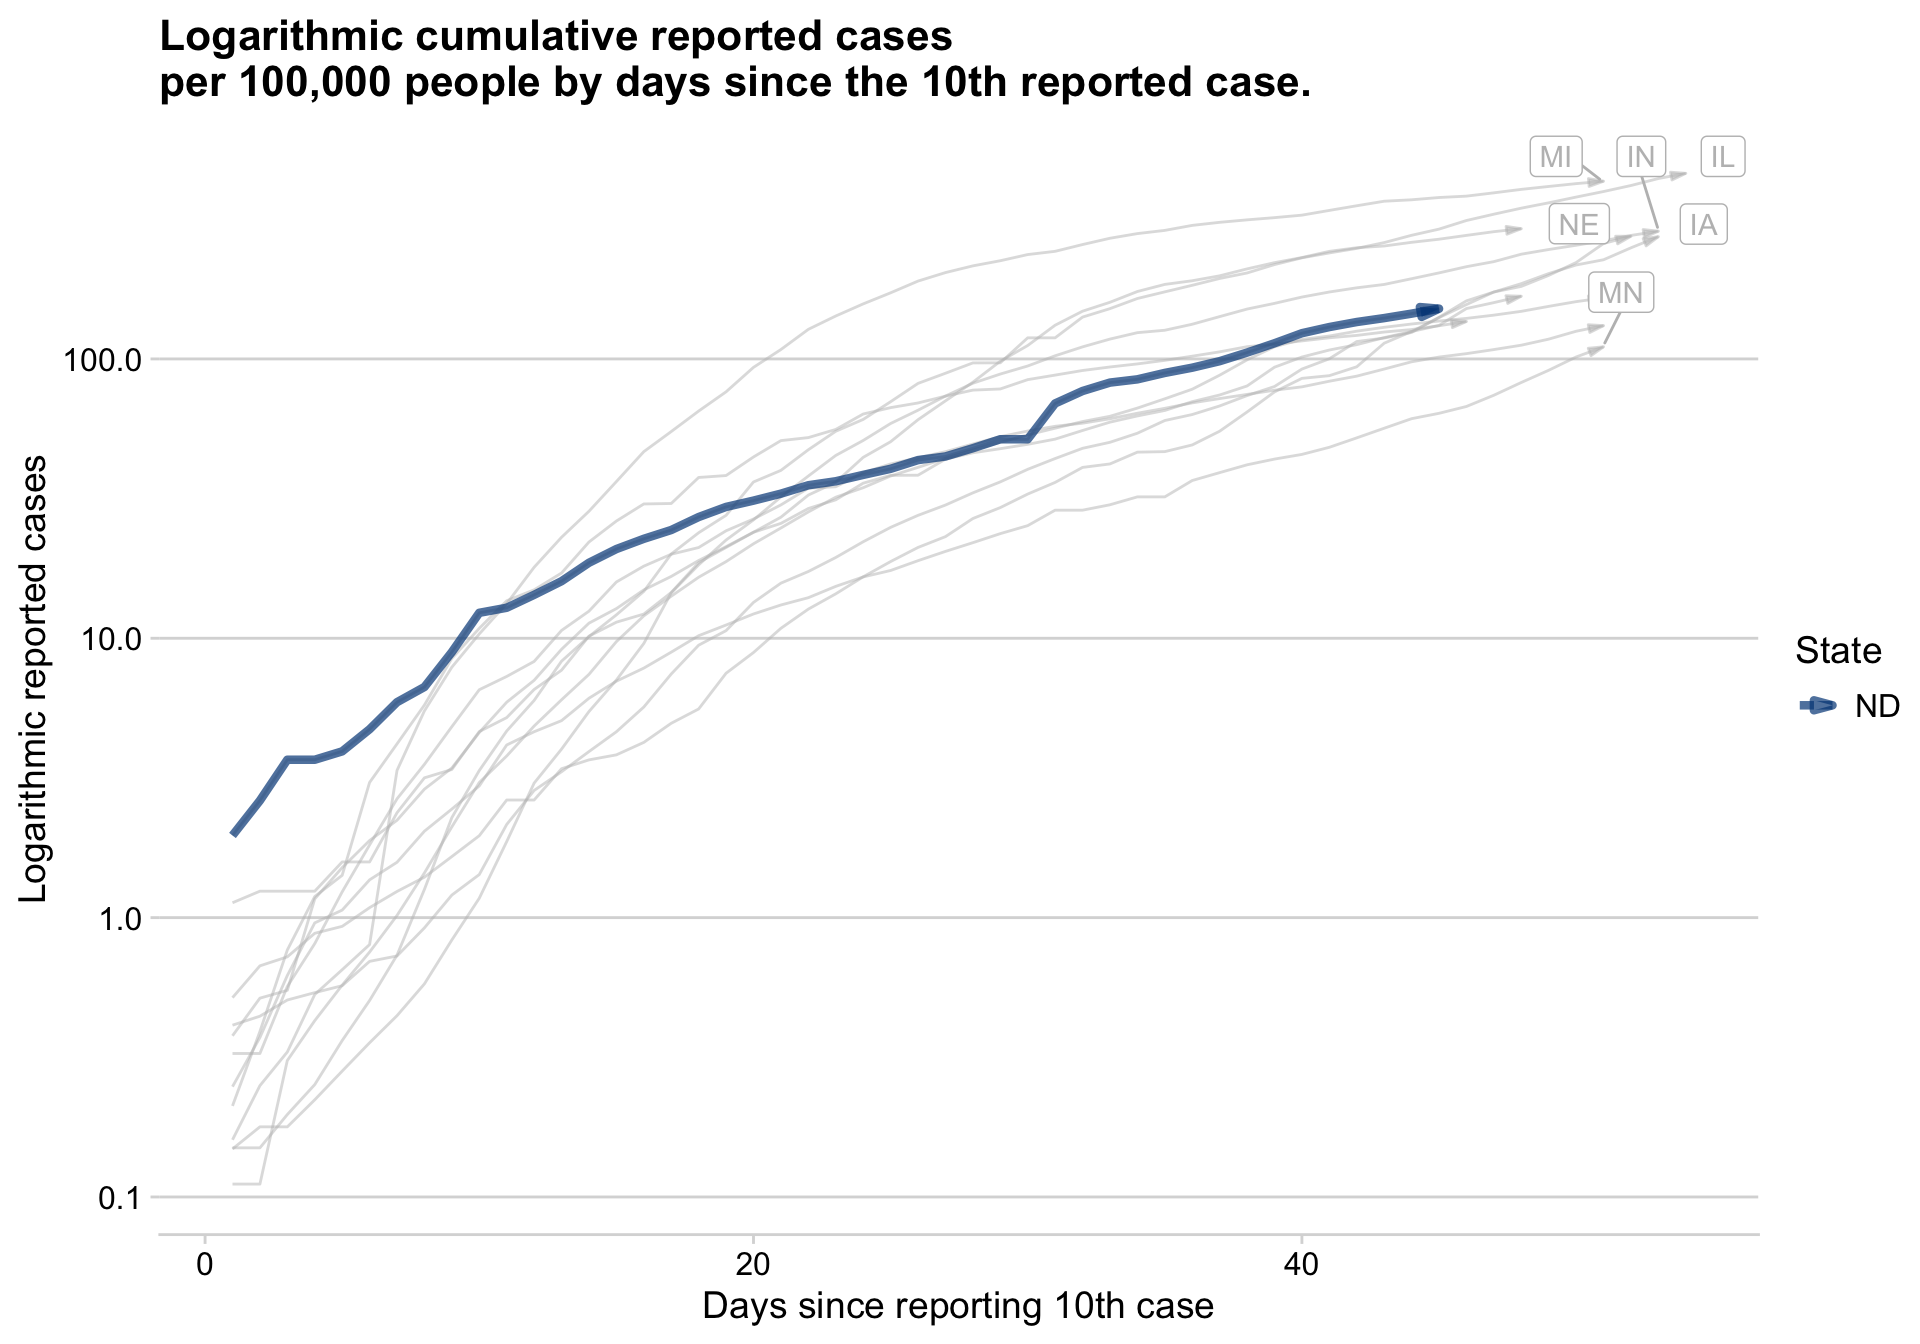 Logarithmic cumulative reported cases
per 100,000 people by days since the 10th reported case.
MI
IN
IL
NE
IA
MN
100.0
10.0
1.0
0.1
Logarithmic reported cases
State
ND
0
20
40
Days since reporting 10th case